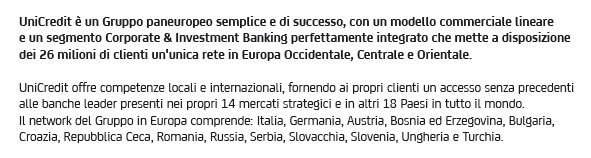 UniCredit è un Gruppo paneuropeo semplice e di successo, con un modello commerciale lineare
e un segmento Corporate & Investment Banking perfettamente integrato che mette a disposizione
dei 26 milioni di clienti un'unica rete in Europa Occidentale, Centrale e Orientale.
UniCredit offre competenze locali e internazionali, fornendo ai propri clienti un accesso senza precedenti
alle banche leader presenti nei propri 14 mercati strategici e in altri 18 Paesi in tutto il mondo.
Il network del Gruppo in Europa comprende: Italia, Germania, Austria, Bosnia ed Erzegovina, Bulgaria,
Croazia, Repubblica Ceca, Romania, Russia, Serbia, Slovacchia, Slovenia, Ungheria e Turchia.